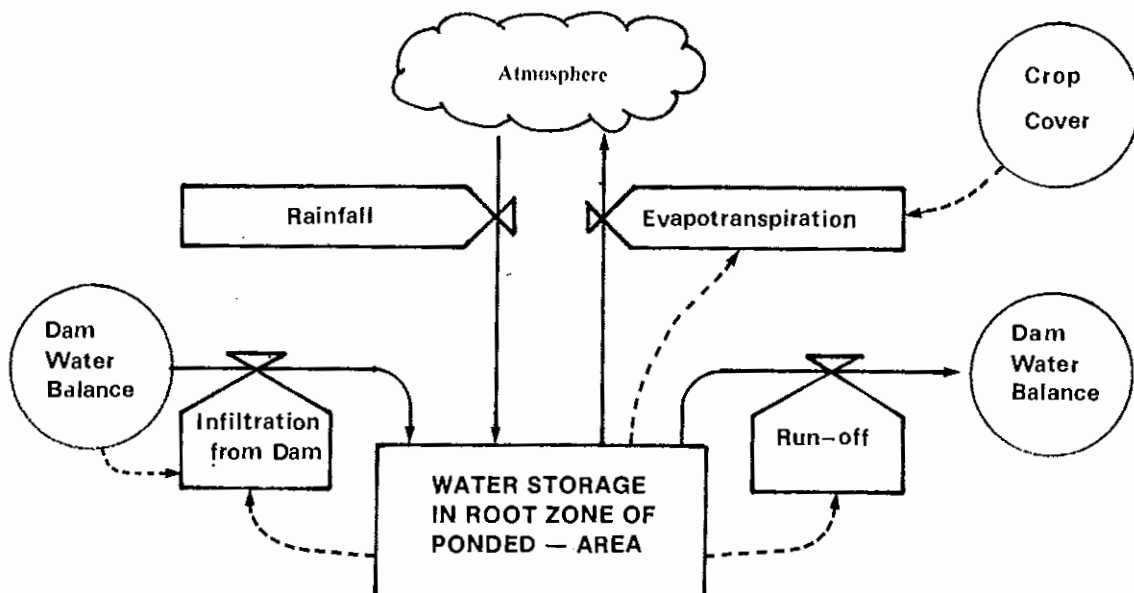 Atmosphere
Crop
Cover
Rainfall
Evapotranspiration
Dam
Water
Balance
Dam
Water
Balance
Infiltration
from Dam
Run-off
WATER STORAGE
IN ROOT ZONE OF
PONDED — AREA